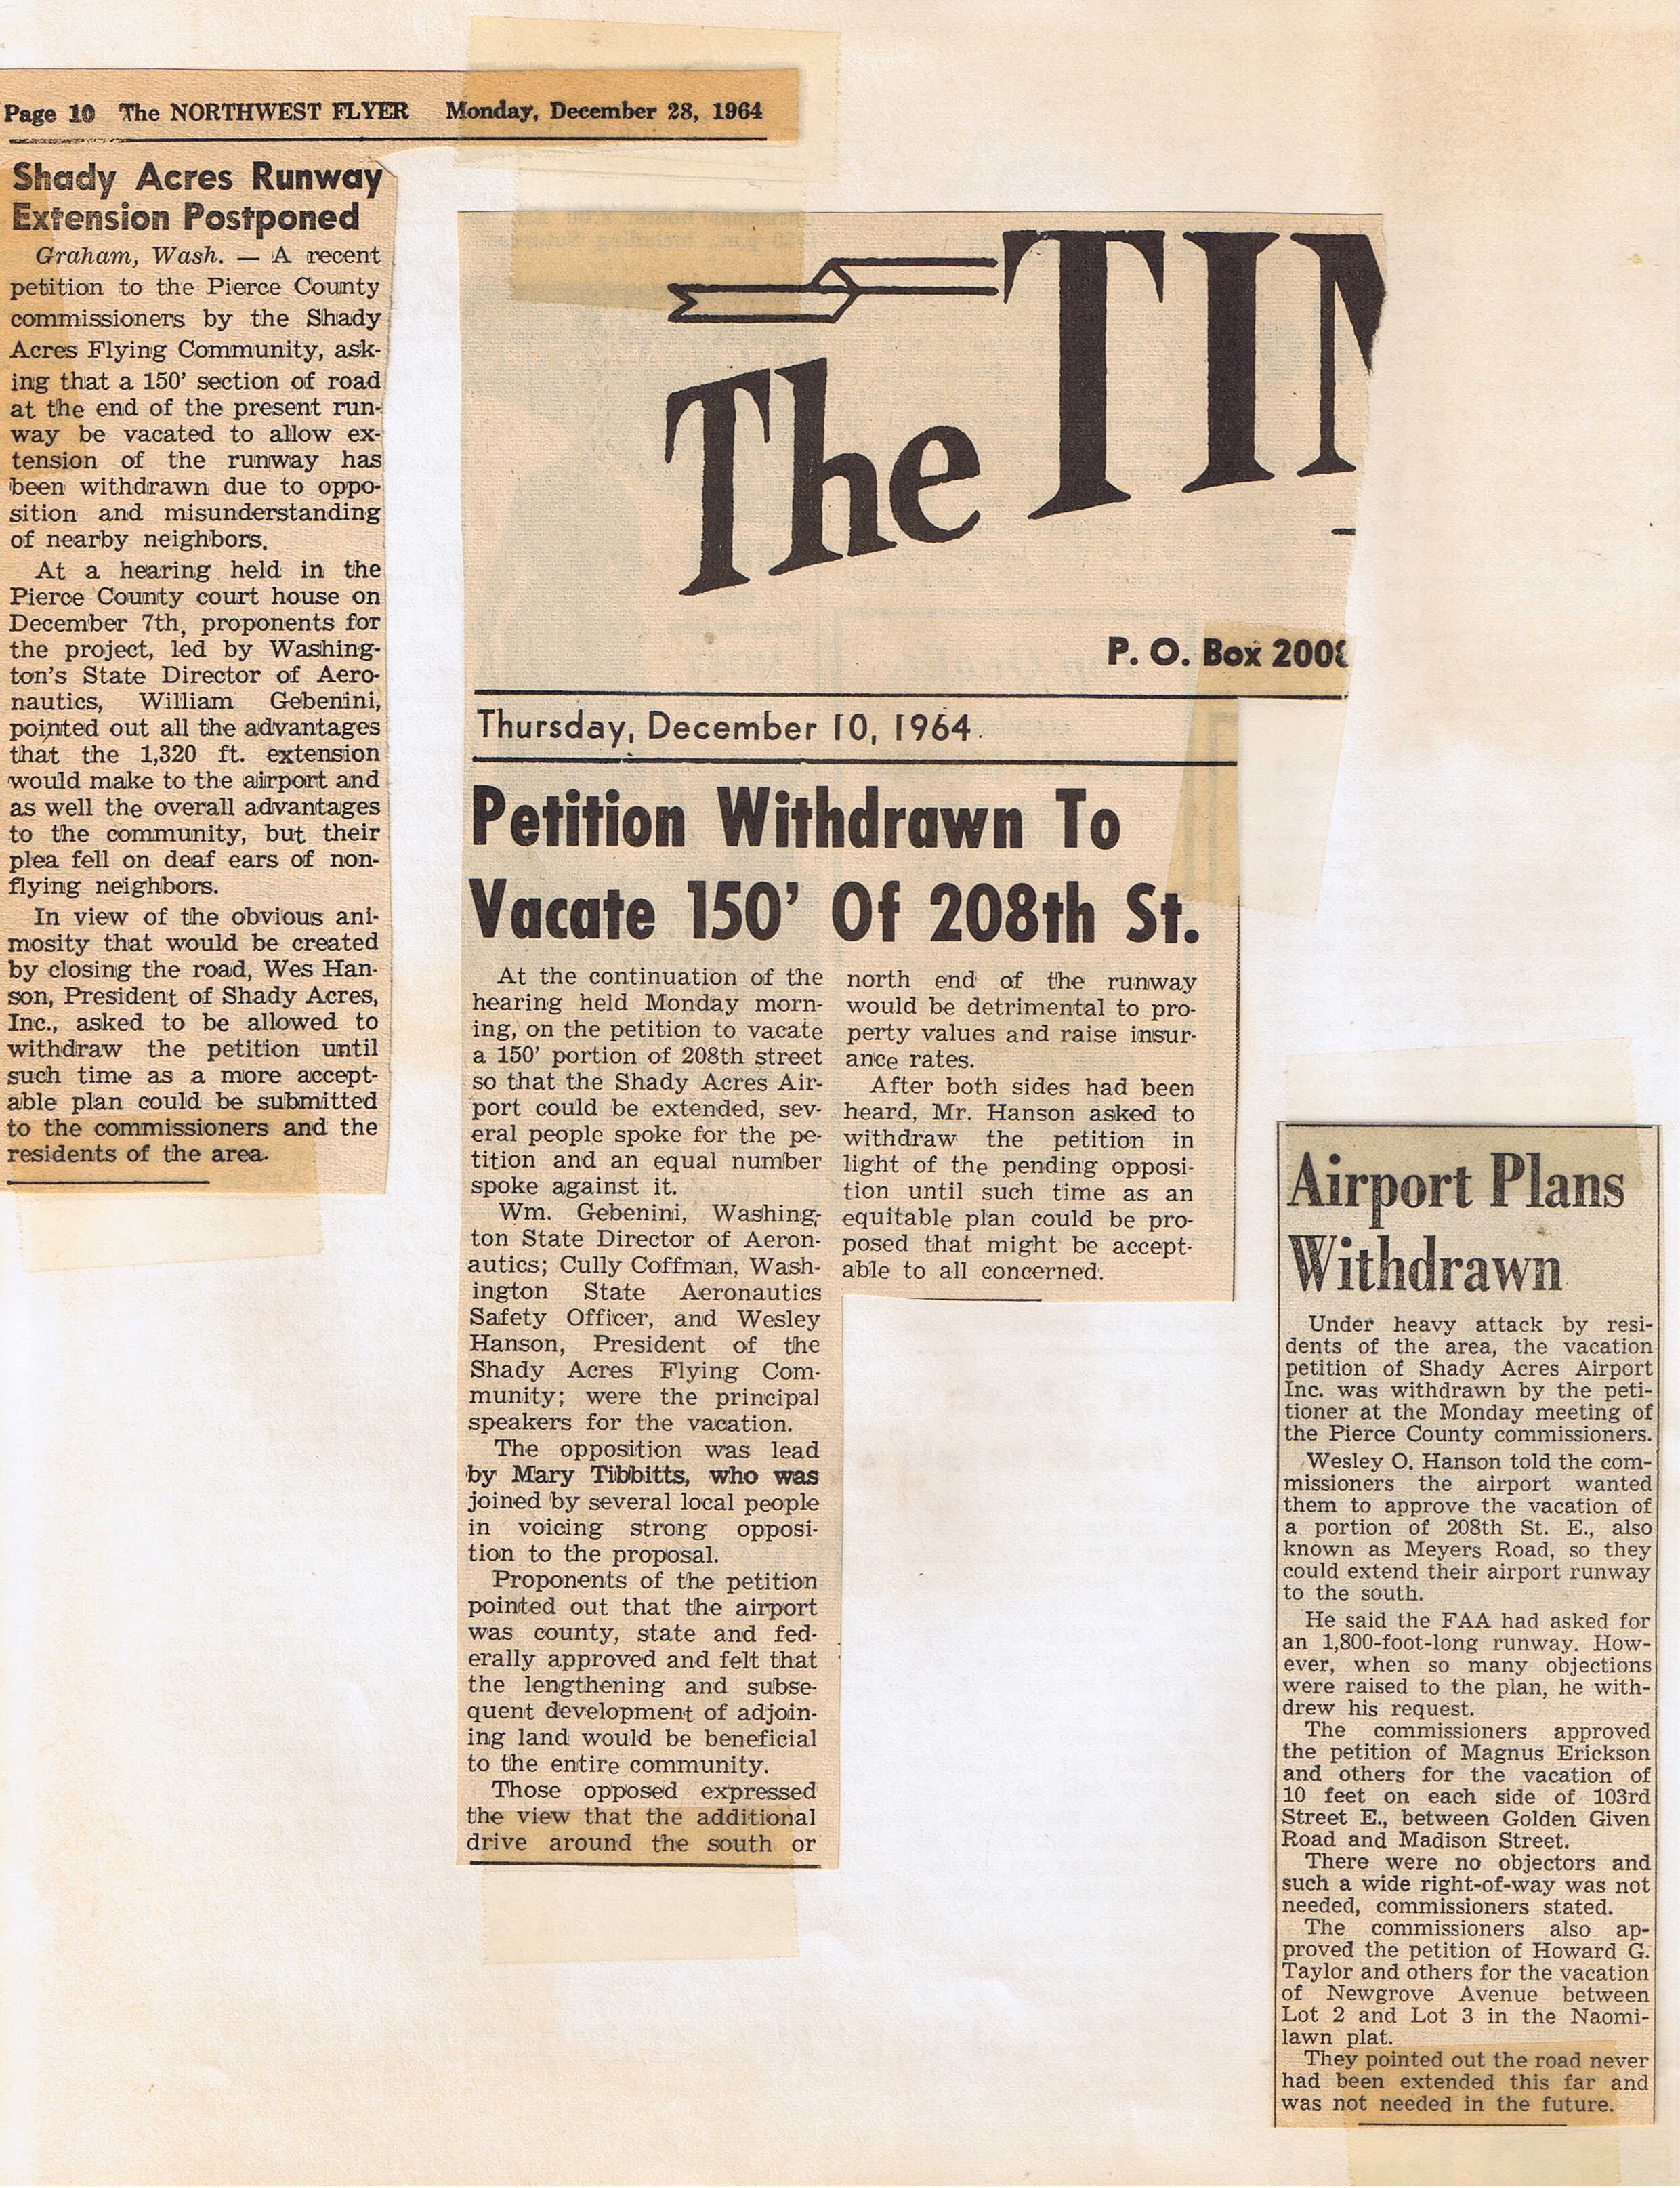 Page 10 The NORTHWEST FLYER Monday, December 28, 1964
Shady Acres Runway
Extension Postponed
Graham, Wash. — A recent
petition to the Pierce County
commissioners by the Shady
Acres Flying Community, ask-
ing that a 150' section of road
at the end of the present run-
way be vacated to allow ex-
tension of the runway has
been withdrawn due to oppo-
sition and misunderstanding
of nearby neighbors.
At a hearing held in the
Pierce County court house on
December 7th, proponents for
the project, led by Washing-
ton's State Director of Aero-
nautics, William Gebenini,
pointed out all the advantages
that the 1,320 ft. extension
would make to the airport and
as well the overall advantages
to the community, but their
plea fell on deaf ears of non-
flying neighbors.
In view of the obvious ani-
mosity that would be created
by closing the road, Wes Han-
son, President of Shady Acres,
Inc., asked to be allowed to
withdraw the petition until
such time as a more accept-
able plan could be submitted
to the commissioners and the
residents of the area.
The TIM
P. O. Box 2008
Thursday, December 10, 1964
Petition Withdrawn To
Vacate 150' Of 208th St.
At the continuation of the
hearing held Monday morn-
ing, on the petition to vacate
a 150' portion of 208th street
so that the Shady Acres Air-
port could be extended, sev-
eral people spoke for the pe-
tition and an equal number
spoke against it.
Wm. Gebenini, Washing-
ton State Director of Aeron-
autics; Cully Coffman, Wash-
ington State Aeronautics
Safety Officer, and Wesley
Hanson, President of the
Shady Acres Flying Com-
munity; were the principal
speakers for the vacation.
The opposition was lead
by Mary Tibbitts, who was
joined by several local people
in voicing strong opposi-
tion to the proposal.
Proponents of the petition
pointed out that the airport
was county, state and fed-
erally approved and felt that
the lengthening and subse-
quent development of adjoin-
ing land would be beneficial
to the entire community.
Those opposed expressed
the view that the additional
drive around the south or
north end of the runway
would be detrimental to pro-
perty values and raise insur-
ance rates.
After both sides had been
heard, Mr. Hanson asked to
withdraw the petition in
light of the pending opposi-
tion until such time as an
equitable plan could be pro-
posed that might be accept-
able to all concerned.
Airport Plans
Withdrawn
Under heavy attack by resi-
dents of the area, the vacation
petition of Shady Acres Airport
Inc. was withdrawn by the peti-
tioner at the Monday meeting of
the Pierce County commissioners.
Wesley O. Hanson told the com-
missioners the airport wanted
them to approve the vacation of
a portion of 208th St. E., also
known as Meyers Road, so they
could extend their airport runway
to the south.
He said the FAA had asked for
an 1,800-foot-long runway. How-
ever, when so many objections
were raised to the plan, he with-
drew his request.
The commissioners approved
the petition of Magnus Erickson
and others for the vacation of
10 feet on each side of 103rd
Street E., between Golden Given
Road and Madison Street.
There were no objectors and
such a wide right-of-way was not
needed, commissioners stated.
The commissioners also ap-
proved the petition of Howard G.
Taylor and others for the vacation
of Newgrove Avenue between
Lot 2 and Lot 3 in the Naomi-
lawn plat.
They pointed out the road never
had been extended this far and
was not needed in the future.